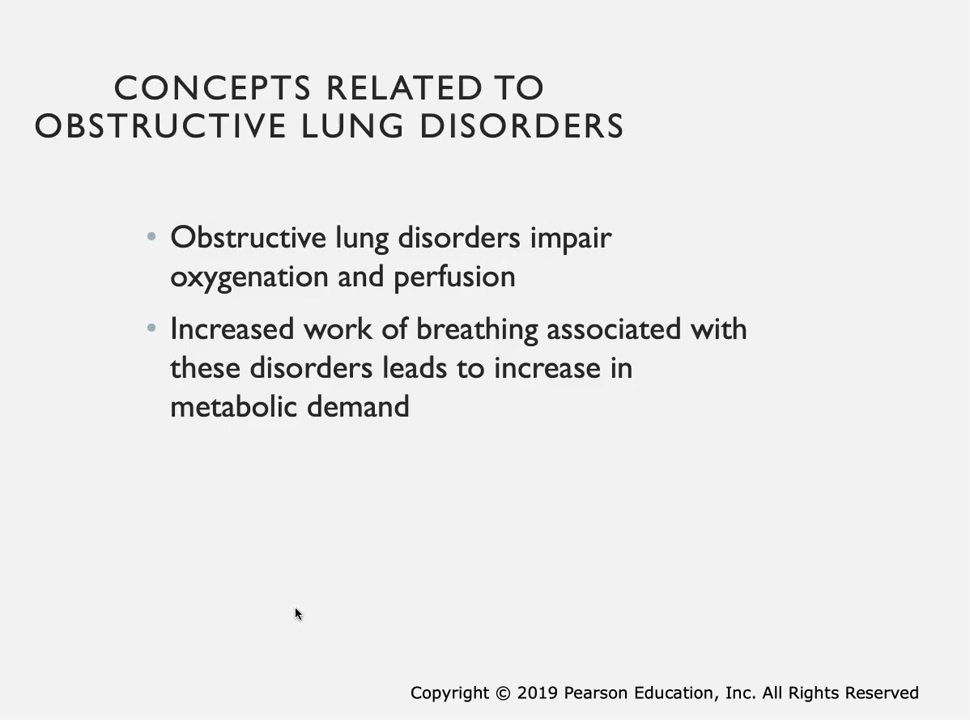 CONCEPTS RELATED TO
OBSTRUCTIVE LUNG DISORDERS
• Obstructive lung disorders impair
oxygenation and perfusion
• Increased work of breathing associated with
these disorders leads to increase in
metabolic demand
Copyright © 2019 Pearson Education, Inc. All Rights Reserved